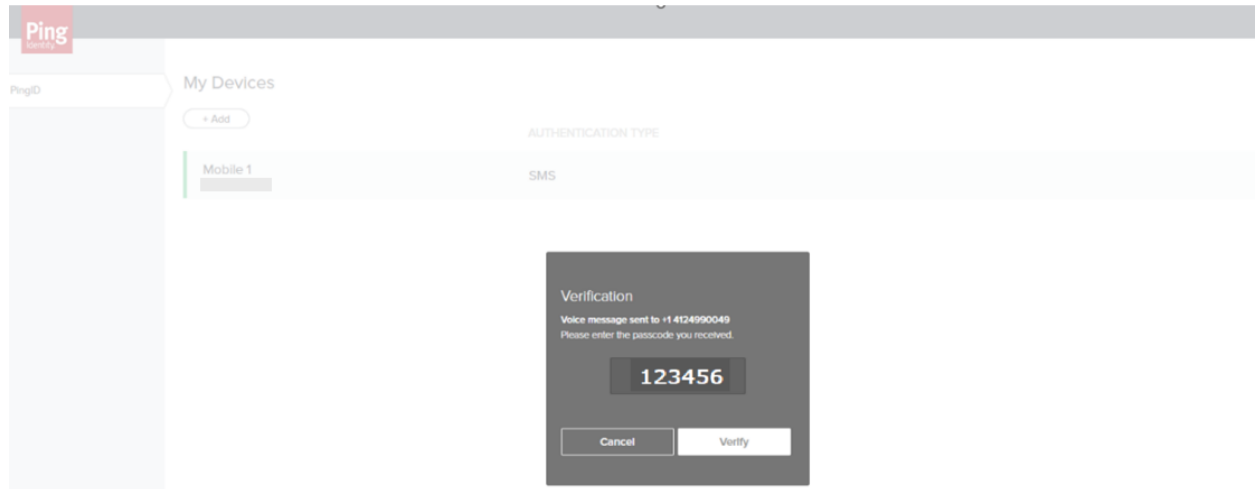 Ping
Identity.
PingID
My Devices
+ Add
AUTHENTICATION TYPE
Mobile 1
SMS
Verification
Voice message sent to +1 4124990049
Please enter the passcode you received.
123456
Cancel
Verify